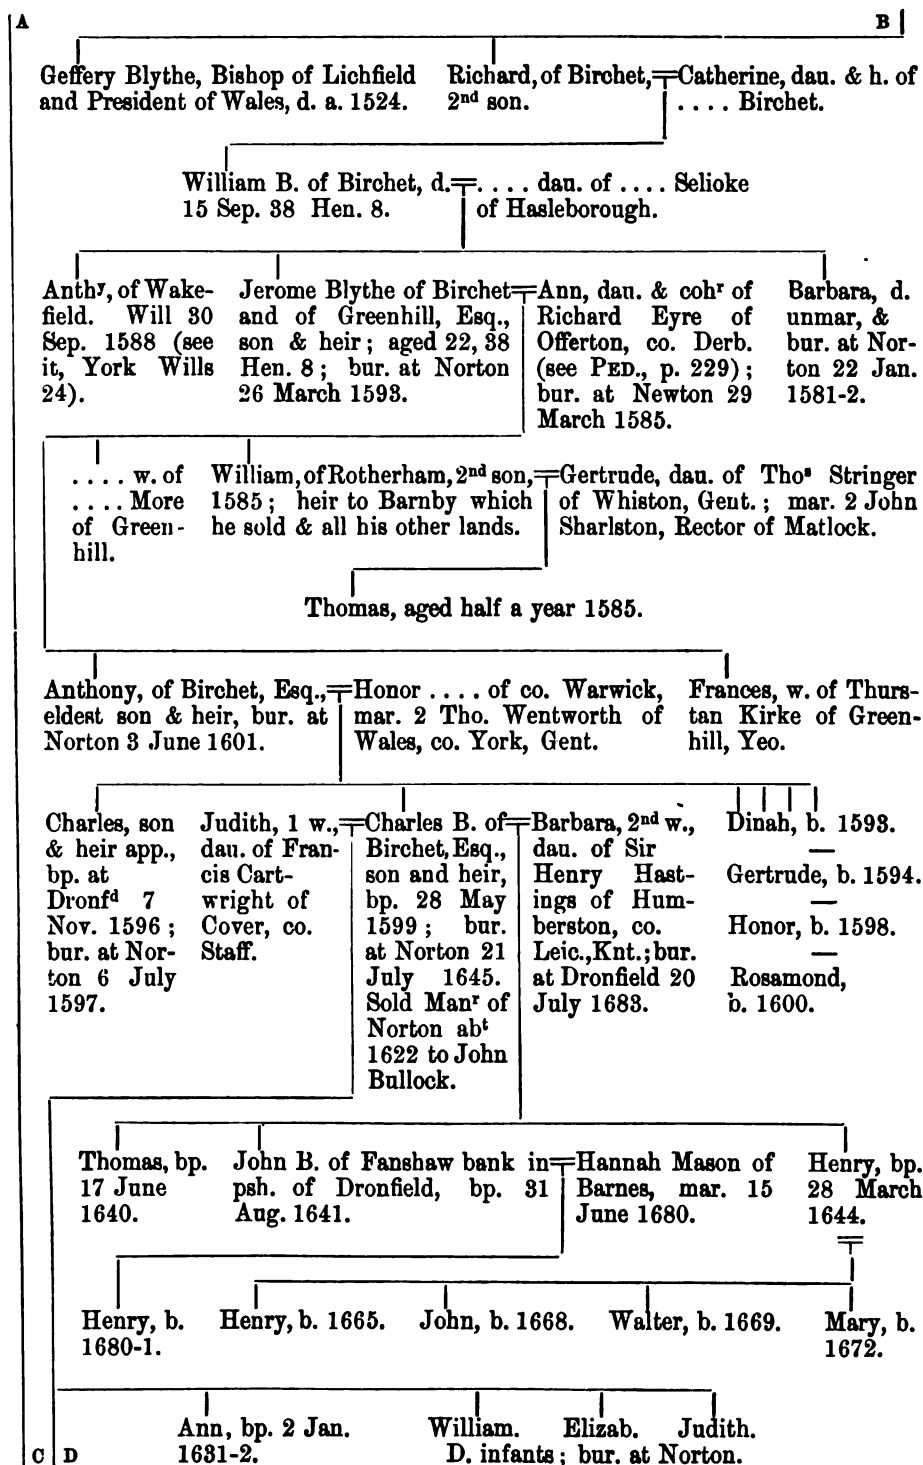 A B
Geffery Blythe, Bishop of Lichfield
and President of Wales, d. a. 1524.
Richard, of Birchet,
2nd son.
Catherine, dau. & h. of
. . . . Birchet.
William B. of Birchet, d.
15 Sep. 38 Hen. 8.
. . . . dau. of . . . . Selioke
of Hasleborough.
Anthy, of Wake-
field. Will 30
Sep. 1588 (see
it, York Wills
24).
Jerome Blythe of Birchet
and of Greenhill, Esq.,
son & heir; aged 22, 38
Hen. 8; bur. at Norton
26 March 1593.
Ann, dau. & cohr of
Richard Eyre of
Offerton, co. Derb.
(see PED., p. 229);
bur. at Newton 29
March 1585.
Barbara, d.
unmar, &
bur. at Nor-
ton 22 Jan.
1581-2.
. . . . w. of
. . . . More
of Green-
hill.
William, of Rotherham, 2nd son,
1585; heir to Barnby which
he sold & all his other lands.
Gertrude, dau. of Thos Stringer
of Whiston, Gent.; mar. 2 John
Sharlston, Rector of Matlock.
Thomas, aged half a year 1585.
Anthony, of Birchet, Esq.,
eldest son & heir, bur. at
Norton 3 June 1601.
Honor . . . . of co. Warwick,
mar. 2 Tho. Wentworth of
Wales, co. York, Gent.
Frances, w. of Thurs-
tan Kirke of Green-
hill, Yeo.
Charles, son
& heir app.,
bp. at
Dronfd 7
Nov. 1596;
bur. at Nor-
ton 6 July
1597.
Judith, 1 w.,
dau. of Fran-
cis Cart-
wright of
Cover, co.
Staff.
Charles B. of
Birchet, Esq.,
son and heir,
bp. 28 May
1599; bur.
at Norton 21
July 1645.
Sold Manr of
Norton abt
1622 to John
Bullock.
Barbara, 2nd w.,
dau. of Sir
Henry Hast-
ings of Hum-
berston, co.
Leic., Knt.; bur.
at Dronfield 20
July 1683.
Dinah, b. 1593.
—
Gertrude, b. 1594.
—
Honor, b. 1598.
—
Rosamond,
b. 1600.
Thomas, bp.
17 June
1640.
John B. of Fanshaw bank in
psh. of Dronfield, bp. 31
Aug. 1641.
Hannah Mason of
Barnes, mar. 15
June 1680.
Henry, bp.
28 March
1644.
Henry, b.
1680-1.
Henry, b. 1665.
John, b. 1668.
Walter, b. 1669.
Mary, b.
1672.
Ann, bp. 2 Jan.
1631-2.
William. Elizab. Judith.
D. infants; bur. at Norton.
C D